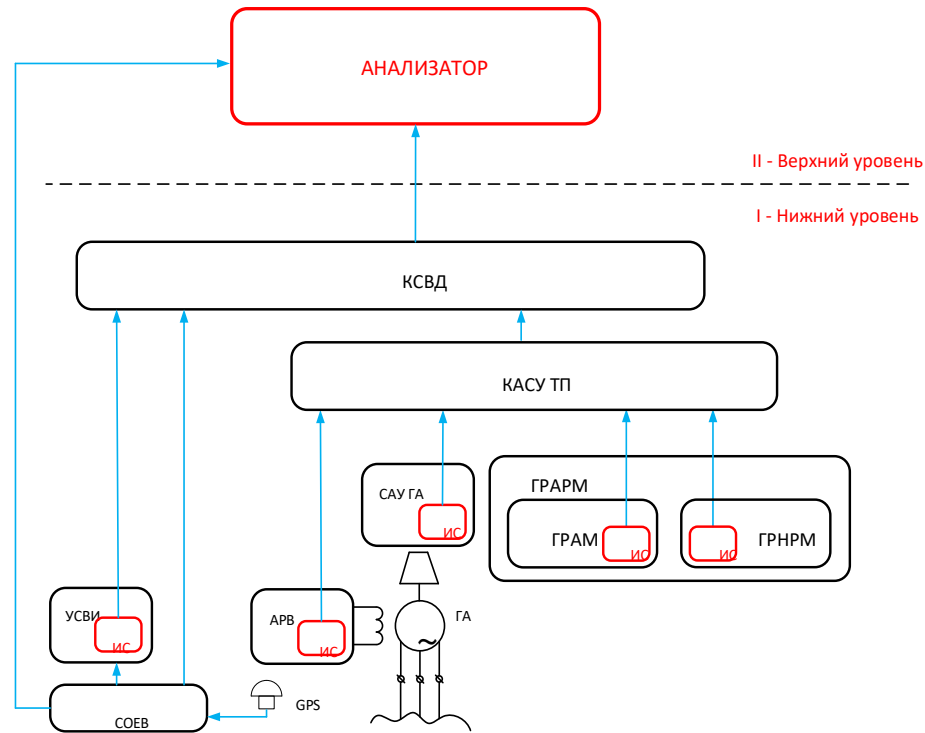 АНАЛИЗАТОР
II - Верхний уровень
I - Нижний уровень
КСВД
КАСУ ТП
САУ ГА
ИС
ГРАРМ
ГРАМ
ИС
ИС
ГРНРМ
УСВИ
ИС
АРВ
ИС
ГА
GPS
СОЕВ